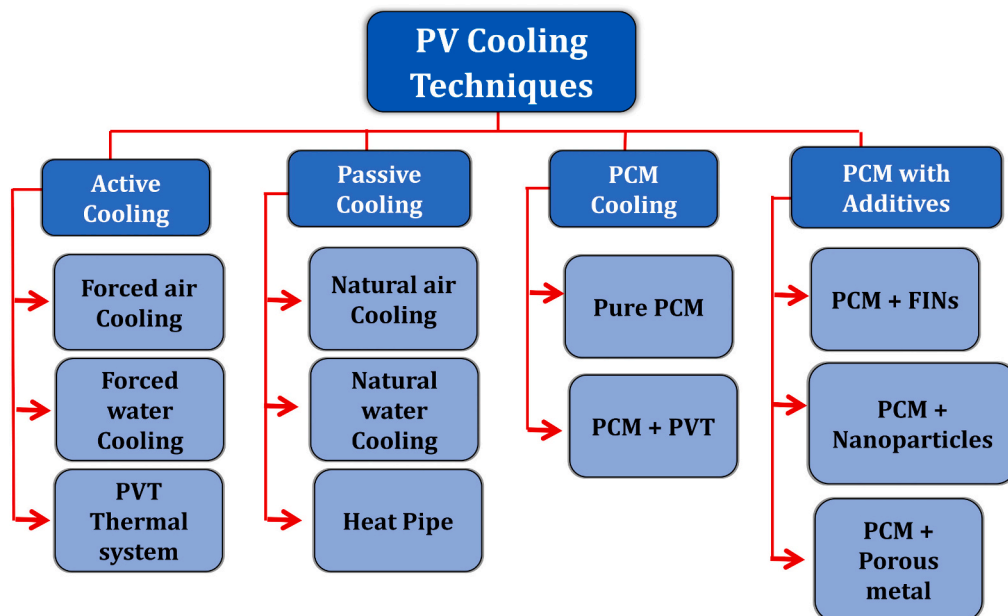 PV Cooling
Techniques
Active
Cooling
Passive
Cooling
PCM
Cooling
PCM with
Additives
Forced air
Cooling
Natural air
Cooling
Pure PCM
PCM + FINs
Forced
water
Cooling
Natural
water
Cooling
PCM + PVT
PCM +
Nanoparticles
PVT
Thermal
system
Heat Pipe
PCM +
Porous
metal